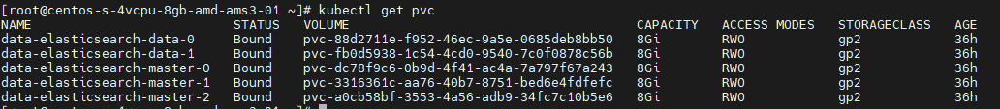 [root@centos-s-4vcpu-8gb-amd-ams3-01 ~]# kubectl get pvc
NAME STATUS VOLUME CAPACITY ACCESS MODES STORAGECLASS AGE
data-elasticsearch-data-0 Bound pvc-88d2711e-f952-46ec-9a5e-0685deb8bb50 8Gi RWO gp2 36h
data-elasticsearch-data-1 Bound pvc-fb0d5938-1c54-4cd0-9540-7c0f0878c56b 8Gi RWO gp2 36h
data-elasticsearch-master-0 Bound pvc-dc78f9c6-0b9d-4f41-ac4a-7a797f67a243 8Gi RWO gp2 36h
data-elasticsearch-master-1 Bound pvc-3316361c-aa76-40b7-8751-bed6e4fdfefc 8Gi RWO gp2 36h
data-elasticsearch-master-2 Bound pvc-a0cb58bf-3553-4a56-adb9-34fc7c10b5e6 8Gi RWO gp2 36h